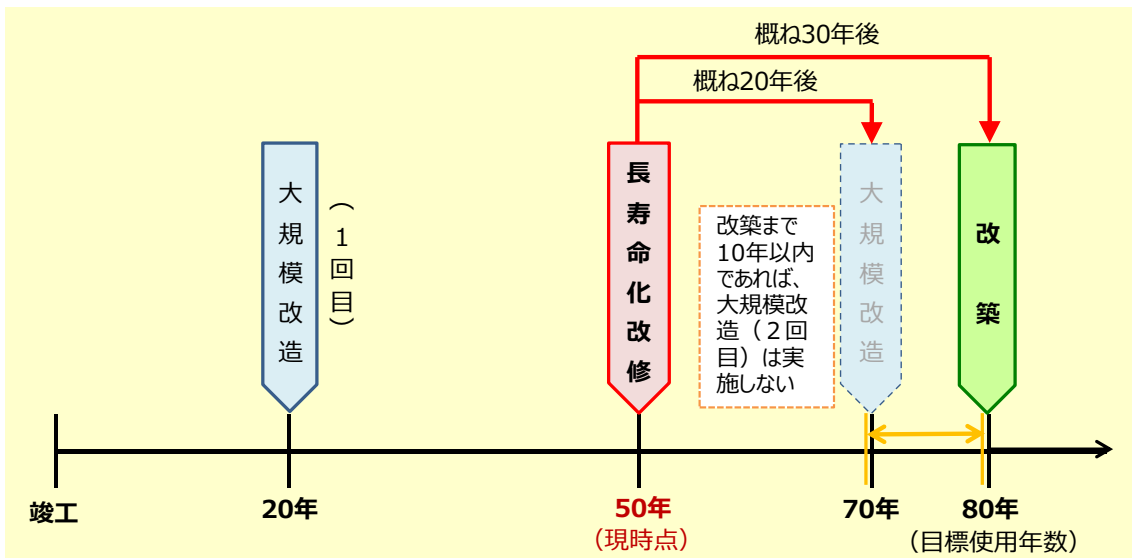 概ね30年後
概ね20年後
大規模改造
（１回目）
長寿命化改修
改築まで
10年以内
であれば、
大規模改
造（２回
目）は実
施しない
大規模改造
改築
竣工
20年
50年
（現時点）
70年
80年
（目標使用年数）